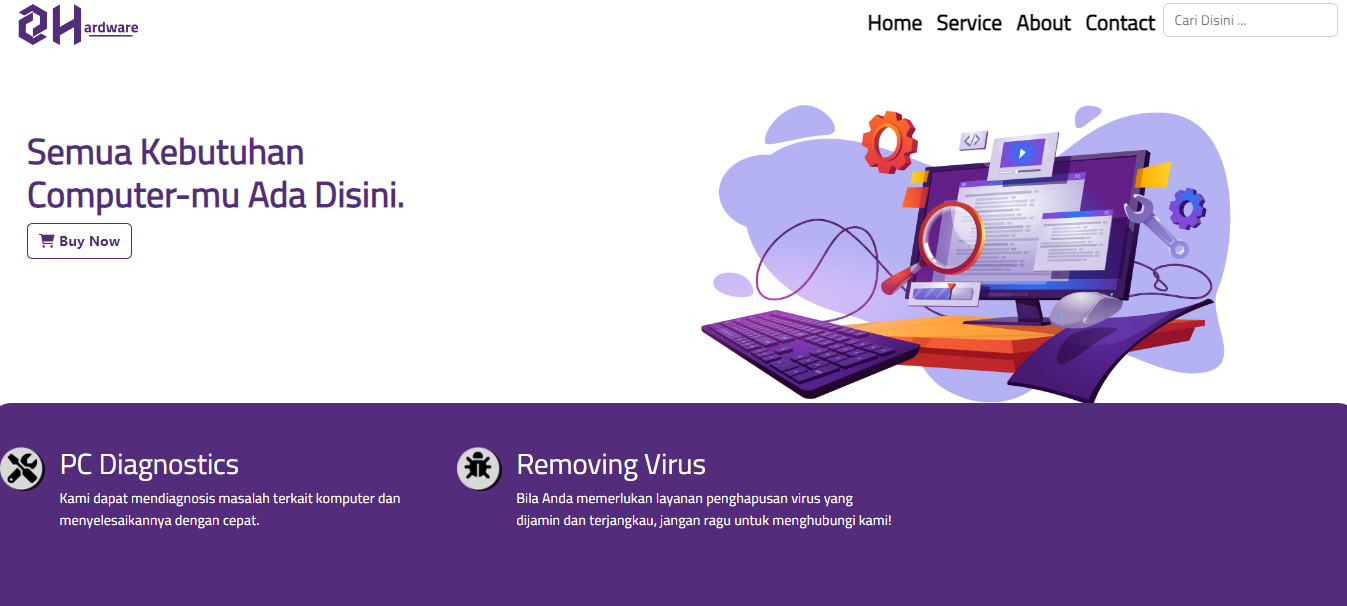 SHardware
Home Service About Contact Cari Disini ...
Semua Kebutuhan
Computer-mu Ada Disini.
Buy Now
</>
PC Diagnostics
Kami dapat mendiagnosis masalah terkait komputer dan
menyelesaikannya dengan cepat.
Removing Virus
Bila Anda memerlukan layanan penghapusan virus yang
dijamin dan terjangkau, jangan ragu untuk menghubungi kami!